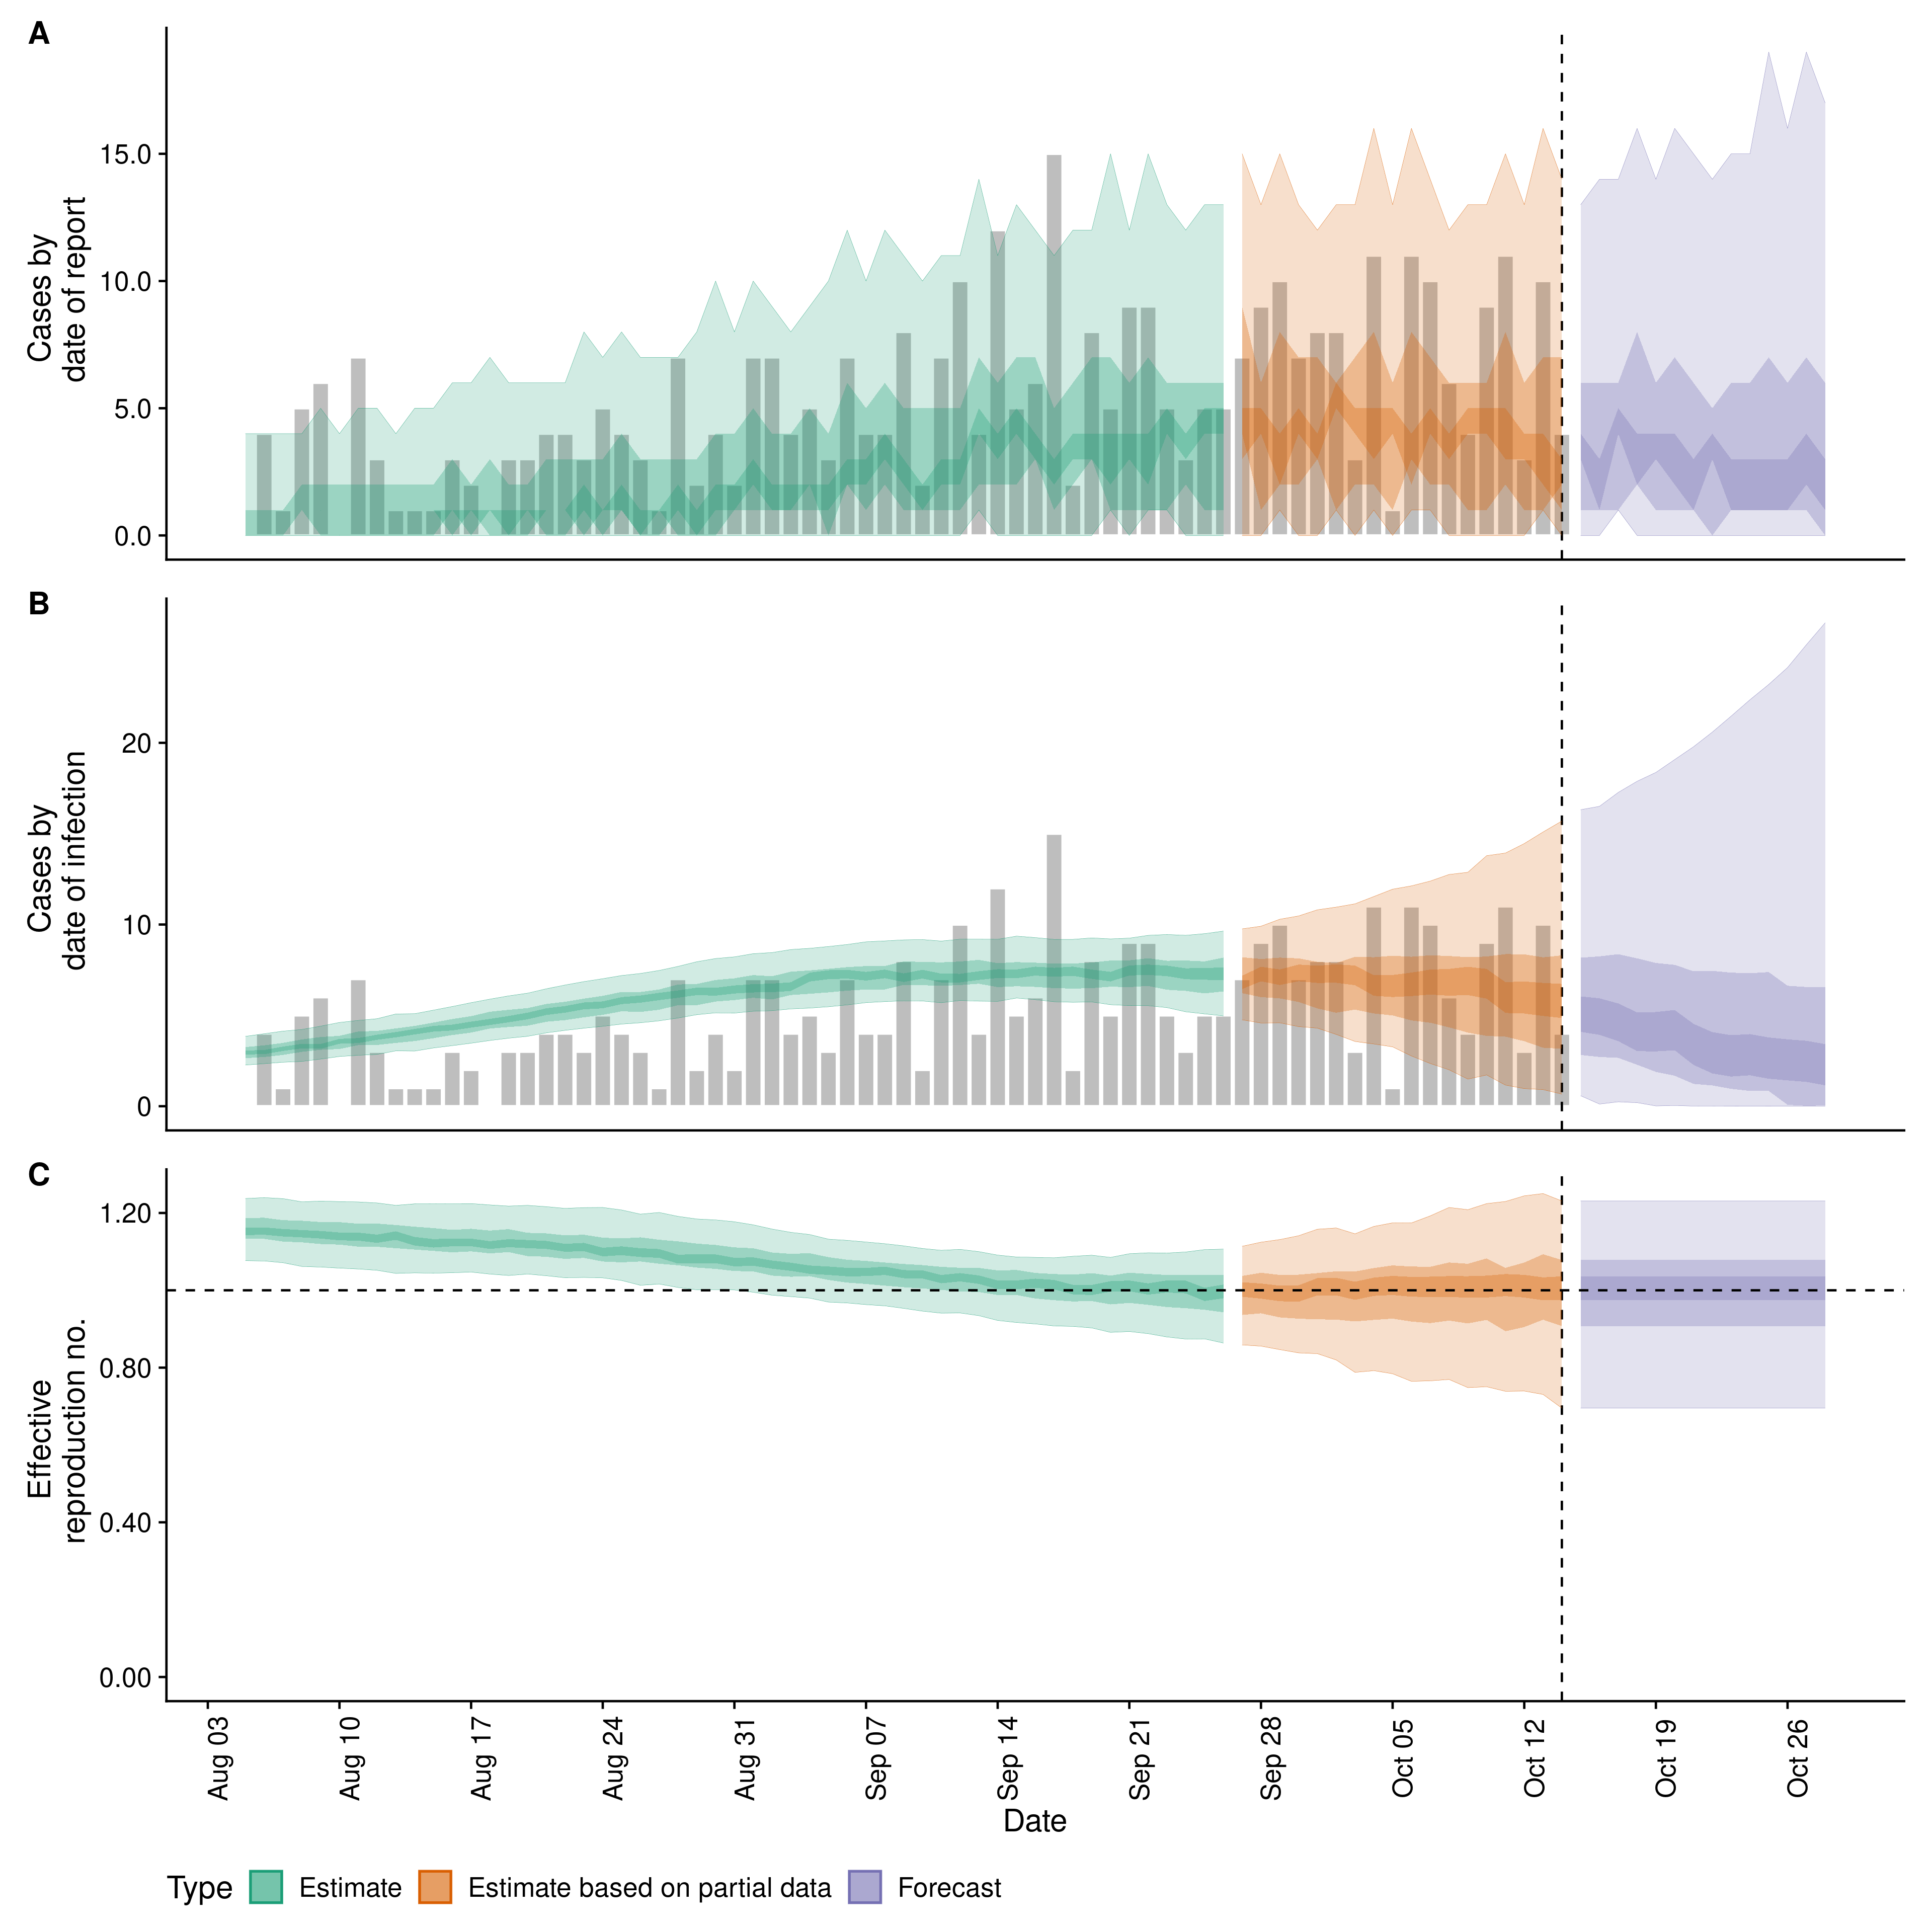 A
Cases by
date of report
15.0
10.0
5.0
0.0
B
Cases by
date of infection
20
10
0
C
Effective
reproduction no.
1.20
0.80
0.40
0.00
Aug 03
Aug 10
Aug 17
Aug 24
Aug 31
Sep 07
Sep 14
Sep 21
Sep 28
Oct 05
Oct 12
Oct 19
Oct 26
Date
Type Estimate Estimate based on partial data Forecast